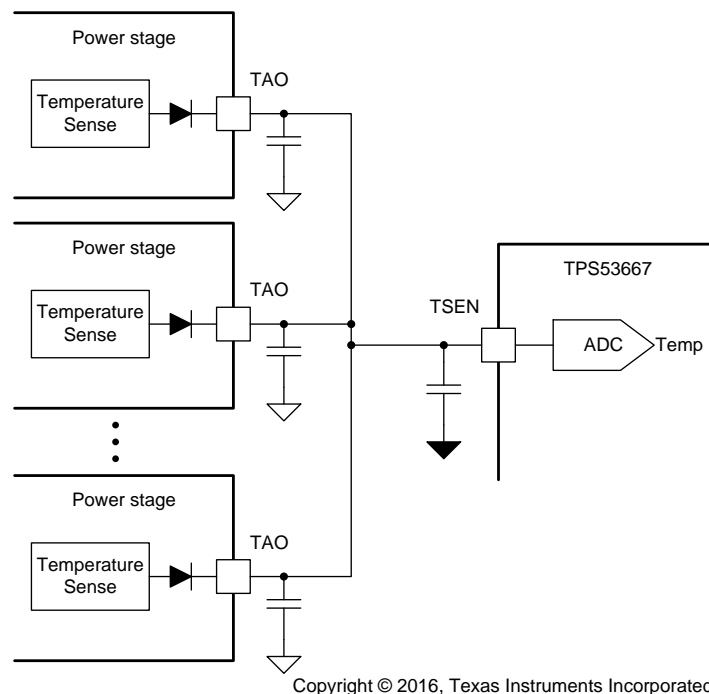 Power stage
TAO
Temperature
Sense
Power stage
TAO
Temperature
Sense
TPS53667
TSEN
ADC
Temp
Power stage
TAO
Temperature
Sense
Copyright © 2016, Texas Instruments Incorporated